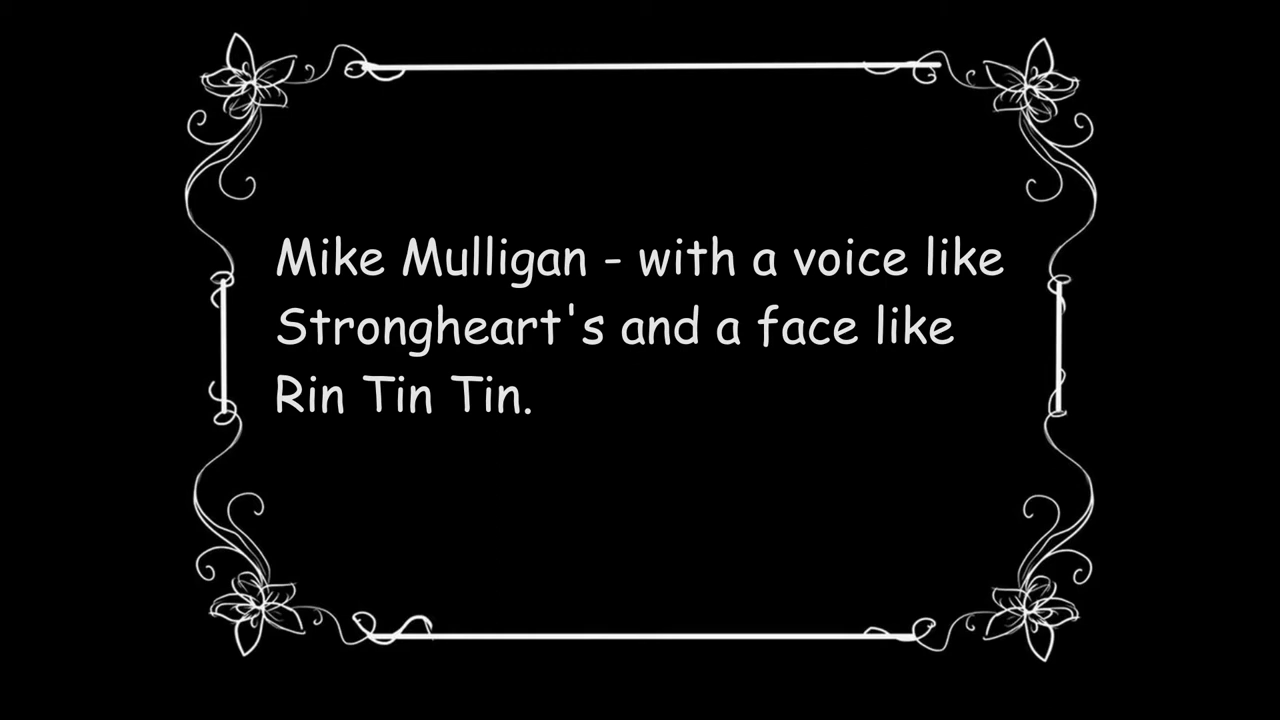 Mike Mulligan - with a voice like
Strongheart's and a face like
Rin Tin Tin.